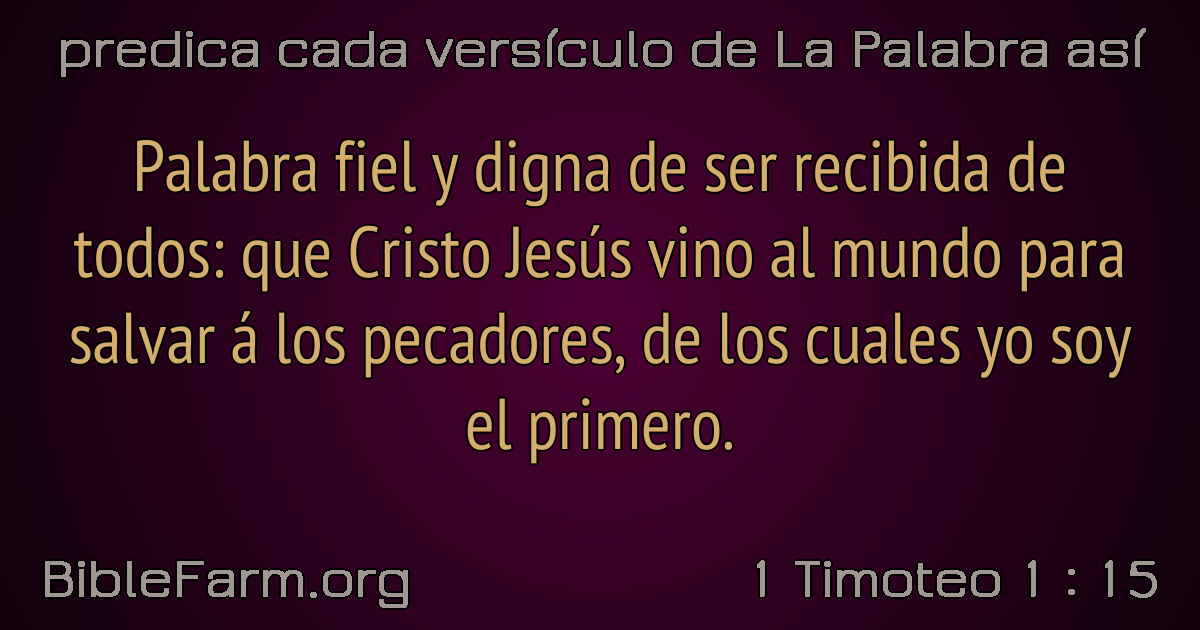 predica cada versículo de La Palabra así
Palabra fiel y digna de ser recibida de
todos: que Cristo Jesús vino al mundo para
salvar á los pecadores, de los cuales yo soy
el primero.
BibleFarm.org
1 Timoteo 1 : 15